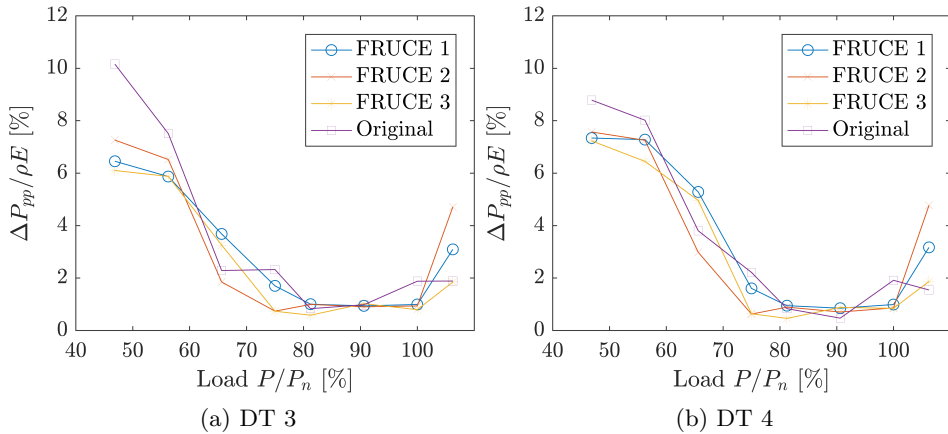 12
10
8
6
4
2
0
ΔP_pp/ρE [%]
40 50 60 70 80 90 100
Load P/P_n [%]
FRUCE 1
FRUCE 2
FRUCE 3
Original
(a) DT 3
12
10
8
6
4
2
0
ΔP_pp/ρE [%]
40 50 60 70 80 90 100
Load P/P_n [%]
FRUCE 1
FRUCE 2
FRUCE 3
Original
(b) DT 4